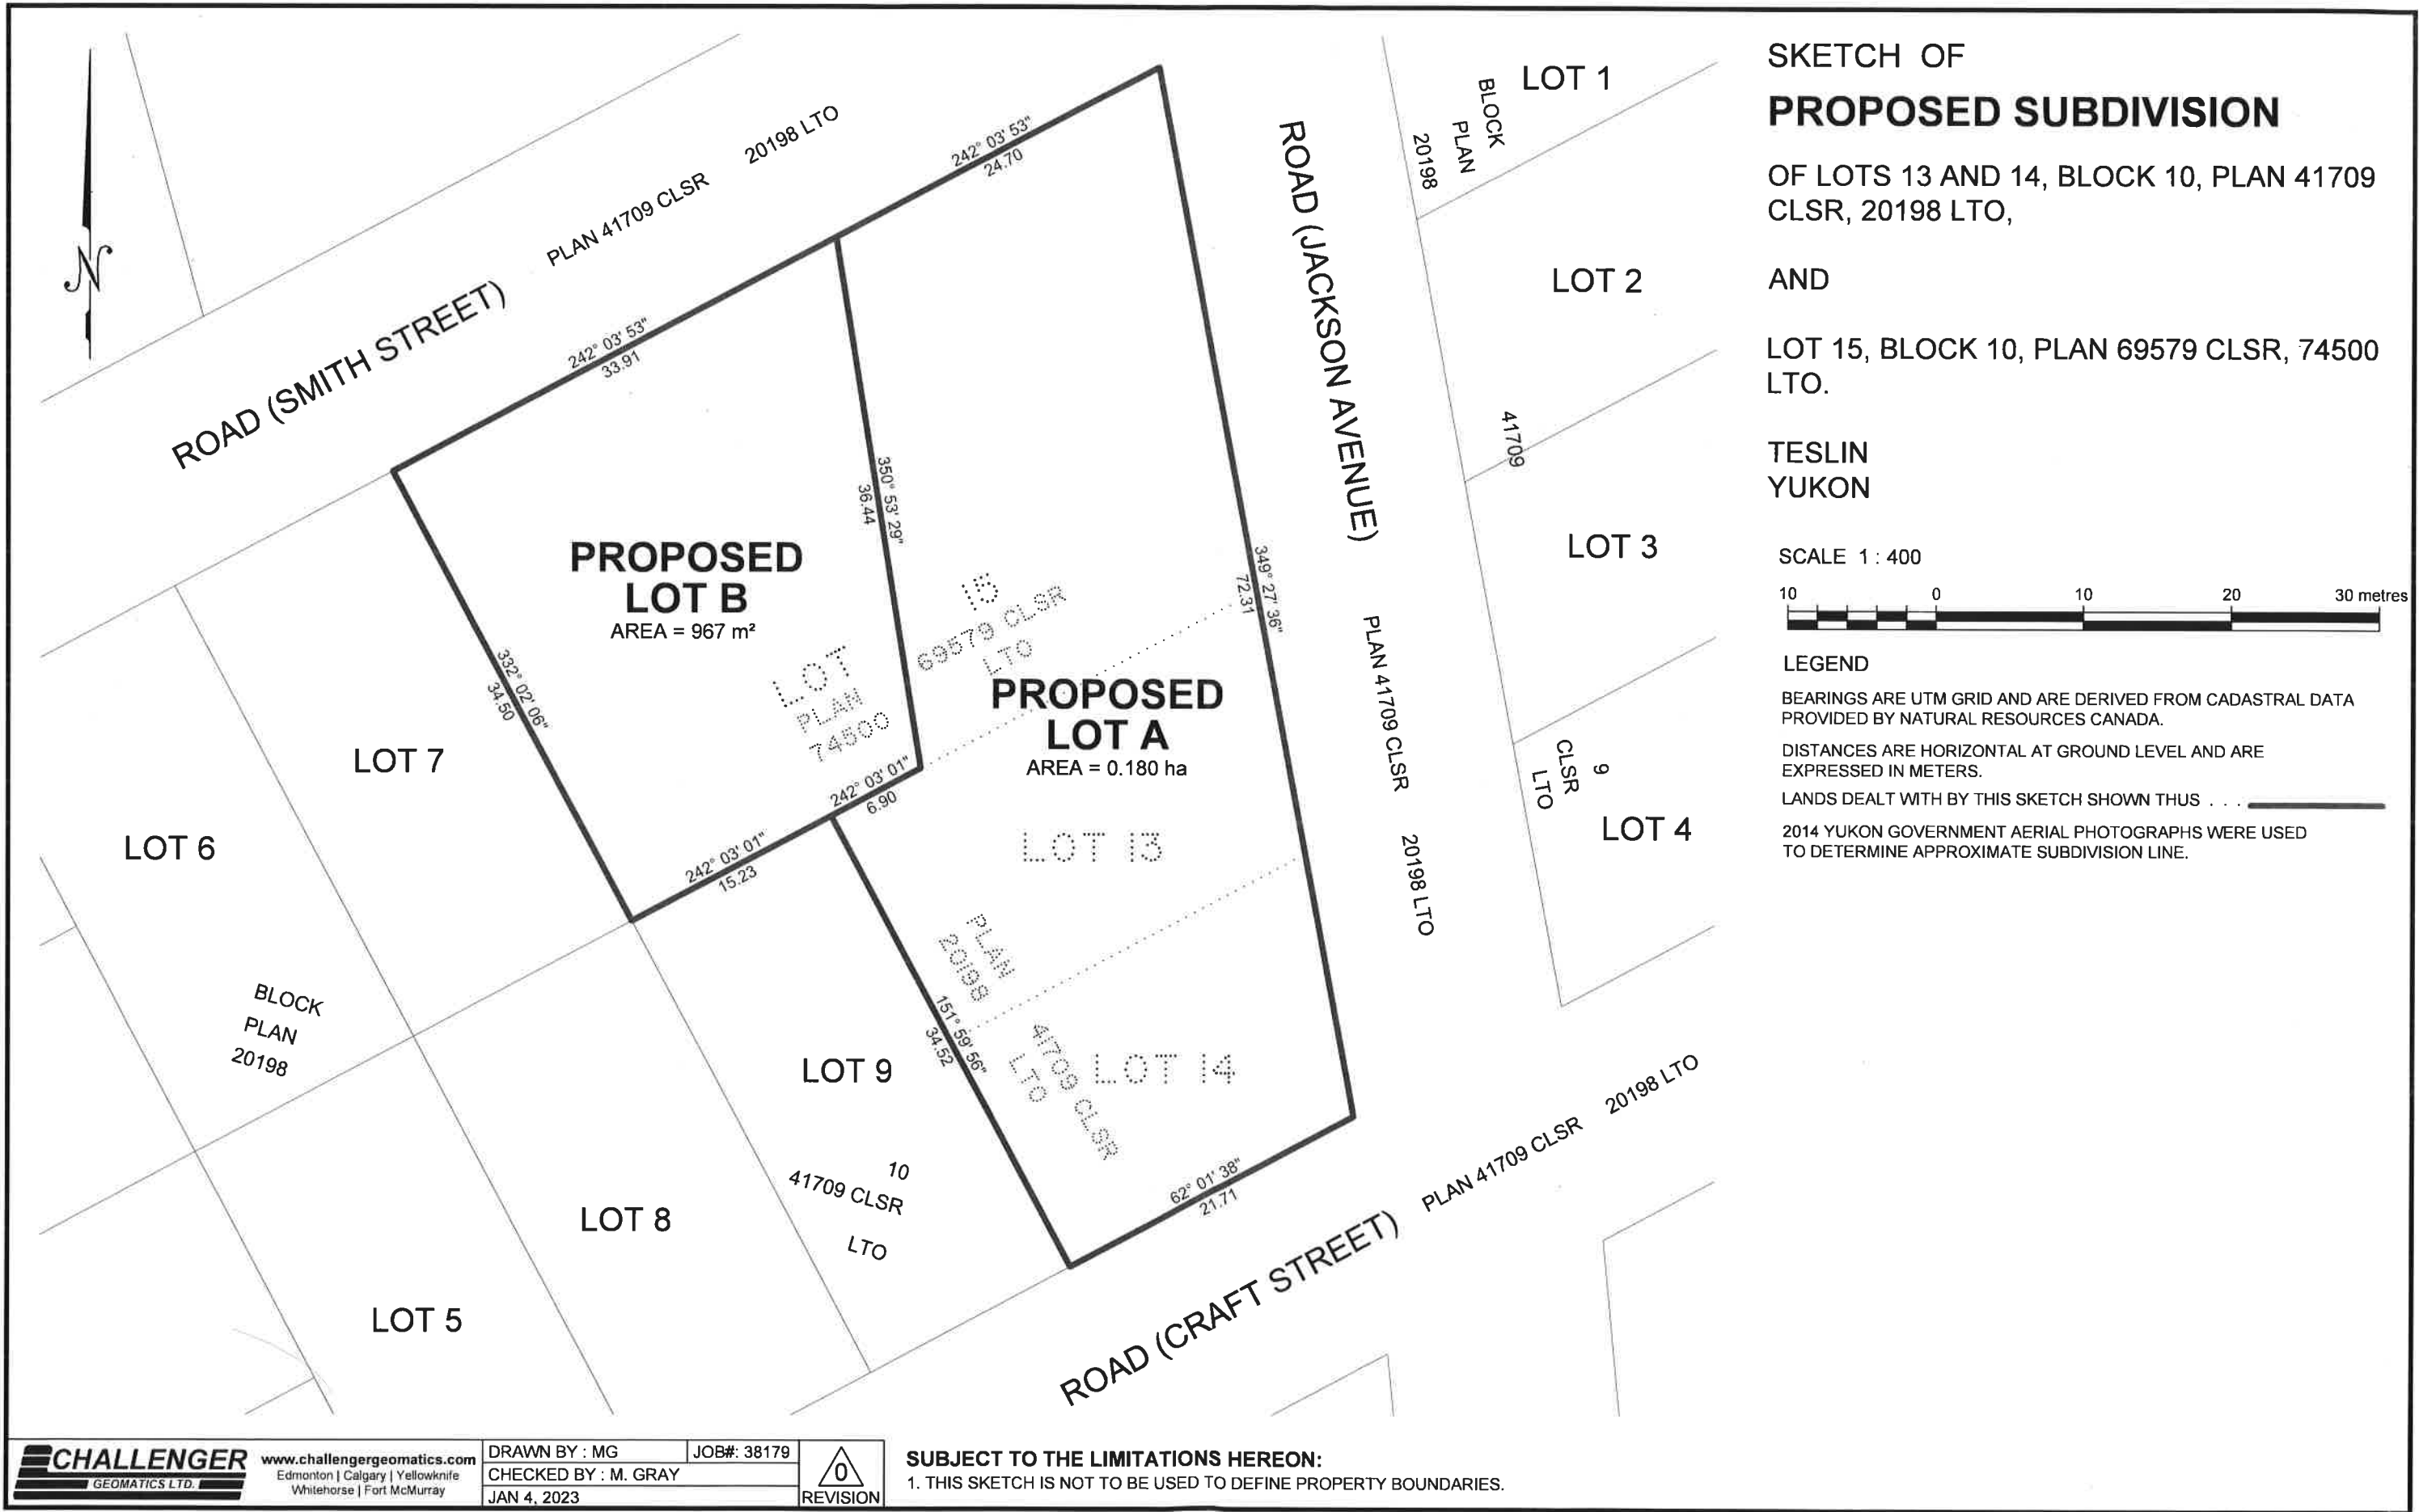 SKETCH OF
PROPOSED SUBDIVISION
OF LOTS 13 AND 14, BLOCK 10, PLAN 41709
CLSR, 20198 LTO,
AND
LOT 15, BLOCK 10, PLAN 69579 CLSR, 74500
LTO.
TESLIN
YUKON
SCALE 1 : 400
10 0 10 20 30 metres
LEGEND
BEARINGS ARE UTM GRID AND ARE DERIVED FROM CADASTRAL DATA
PROVIDED BY NATURAL RESOURCES CANADA.
DISTANCES ARE HORIZONTAL AT GROUND LEVEL AND ARE
EXPRESSED IN METERS.
LANDS DEALT WITH BY THIS SKETCH SHOWN THUS . . .
2014 YUKON GOVERNMENT AERIAL PHOTOGRAPHS WERE USED
TO DETERMINE APPROXIMATE SUBDIVISION LINE.
N
ROAD (SMITH STREET)
PLAN 41709 CLSR 20198 LTO
242° 03' 53"
24.70
242° 03' 53"
33.91
350° 53' 29"
36.44
332° 02' 06"
34.50
349° 27' 36"
72.31
242° 03' 01"
6.90
242° 03' 01"
15.23
151° 59' 56"
34.52
62° 01' 38"
21.71
PROPOSED
LOT B
AREA = 967 m²
PROPOSED
LOT A
AREA = 0.180 ha
LOT 15
PLAN 69579 CLSR
74500 LTO
LOT 13
PLAN 41709 CLSR
20198 LTO
LOT 14
ROAD (JACKSON AVENUE)
PLAN 41709 CLSR 20198 LTO
LOT 1
BLOCK 9
PLAN 41709 CLSR
20198 LTO
LOT 2
LOT 3
LOT 4
LOT 7
LOT 6
BLOCK 10
PLAN 41709 CLSR
20198 LTO
LOT 9
LOT 8
LOT 5
ROAD (CRAFT STREET)
PLAN 41709 CLSR 20198 LTO
CHALLENGER
GEOMATICS LTD.
www.challengergeomatics.com
Edmonton | Calgary | Yellowknife
Whitehorse | Fort McMurray
DRAWN BY : MG
JOB#: 38179
CHECKED BY : M. GRAY
JAN 4, 2023
0
REVISION
SUBJECT TO THE LIMITATIONS HEREON:
1. THIS SKETCH IS NOT TO BE USED TO DEFINE PROPERTY BOUNDARIES.